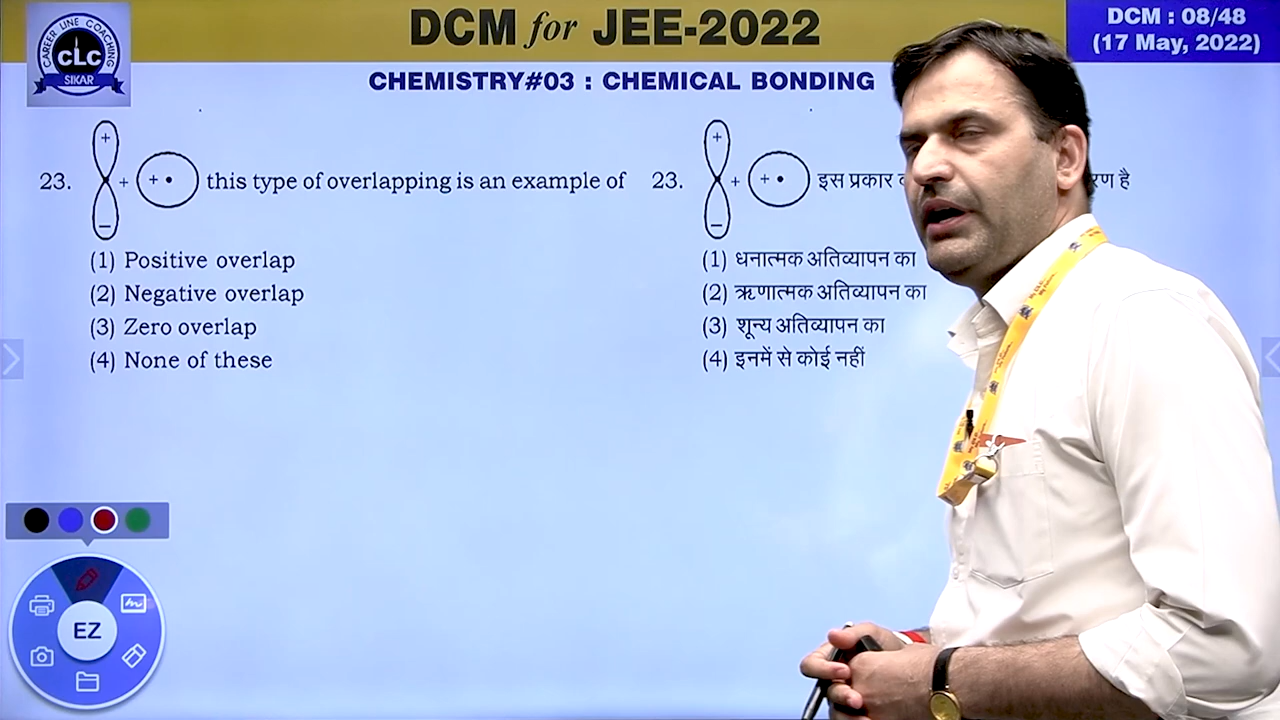 DCM for JEE-2022
DCM : 08/48
(17 May, 2022)
CAREER LINE COACHING
CLC
SIKAR
CHEMISTRY#03 : CHEMICAL BONDING
23. + − + + this type of overlapping is an example of
(1) Positive overlap
(2) Negative overlap
(3) Zero overlap
(4) None of these
23. + − + + इस प्रकार है
(1) धनात्मक अतिव्यापन का
(2) ऋणात्मक अतिव्यापन का
(3) शून्य अतिव्यापन का
(4) इनमें से कोई नहीं
EZ